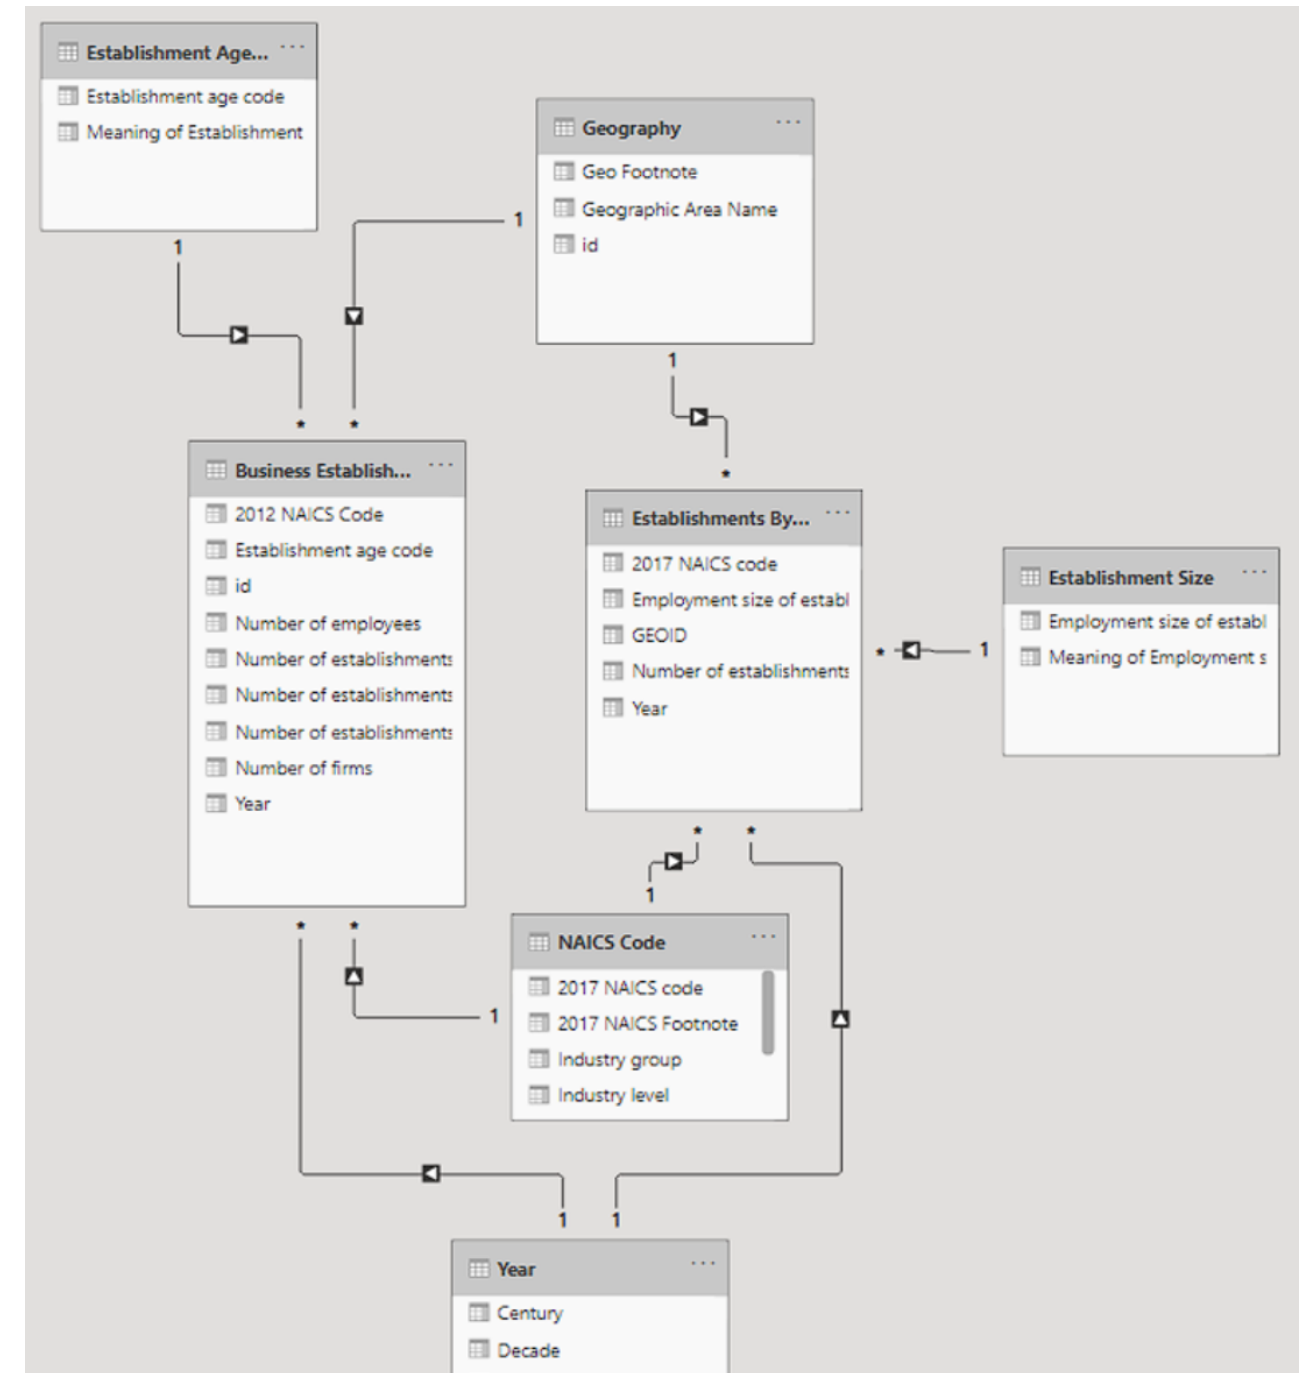 Establishment Age... ...
Establishment age code
Meaning of Establishment
1
*
Geography ...
Geo Footnote
Geographic Area Name
id
1
*
1
*
Business Establish... ...
2012 NAICS Code
Establishment age code
id
Number of employees
Number of establishments
Number of establishments
Number of establishments
Number of firms
Year
Establishments By... ...
2017 NAICS code
Employment size of establ
GEOID
Number of establishments
Year
* 1
Establishment Size ...
Employment size of establ
Meaning of Employment s
* *
1
* *
1
NAICS Code ...
2017 NAICS code
2017 NAICS Footnote
Industry group
Industry level
1 1
Year ...
Century
Decade